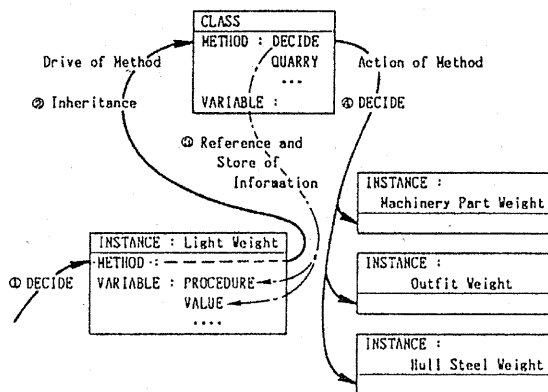 CLASS
METHOD : DECIDE
QUARRY
...
VARIABLE :
Drive of Method
② Inheritance
Action of Method
④ DECIDE
③ Reference and
Store of
Information
INSTANCE : Light Weight
METHOD :
VARIABLE : PROCEDURE
VALUE
....
① DECIDE
INSTANCE :
Machinery Part Weight
INSTANCE :
Outfit Weight
INSTANCE :
Hull Steel Weight